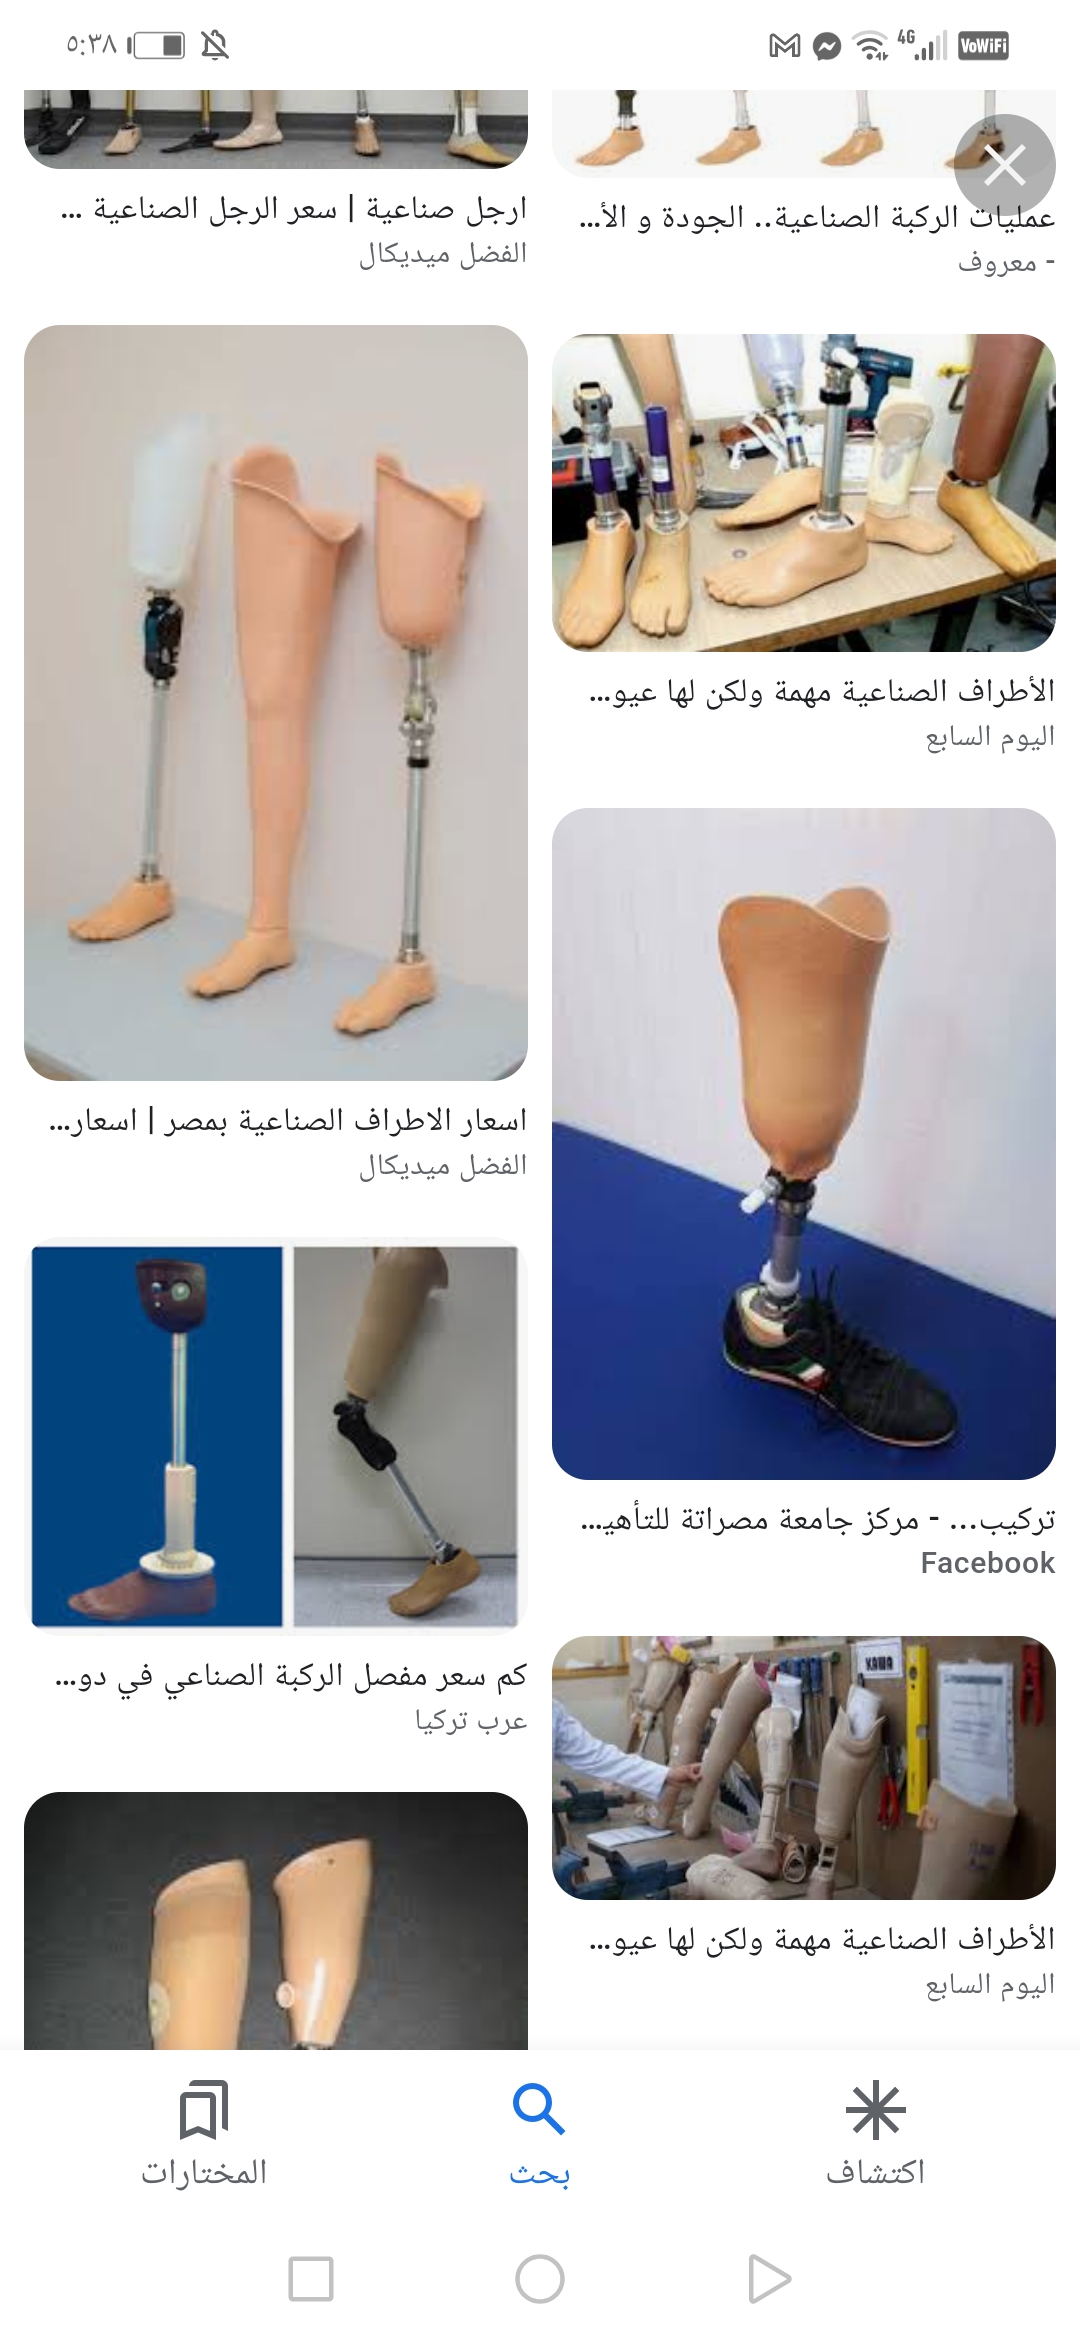 ٥:٣٨
4G
VoWiFi
ارجل صناعية | سعر الرجل الصناعية ...
الفضل ميديكال
عمليات الركبة الصناعية.. الجودة و الأ...
- معروف
الأطراف الصناعية مهمة ولكن لها عيو...
اليوم السابع
اسعار الاطراف الصناعية بمصر | اسعار...
الفضل ميديكال
تركيب... - مركز جامعة مصراتة للتأهيـ...
Facebook
كم سعر مفصل الركبة الصناعي في دو...
عرب تركيا
KAWA
الأطراف الصناعية مهمة ولكن لها عيو...
اليوم السابع
اكتشاف
بحث
المختارات